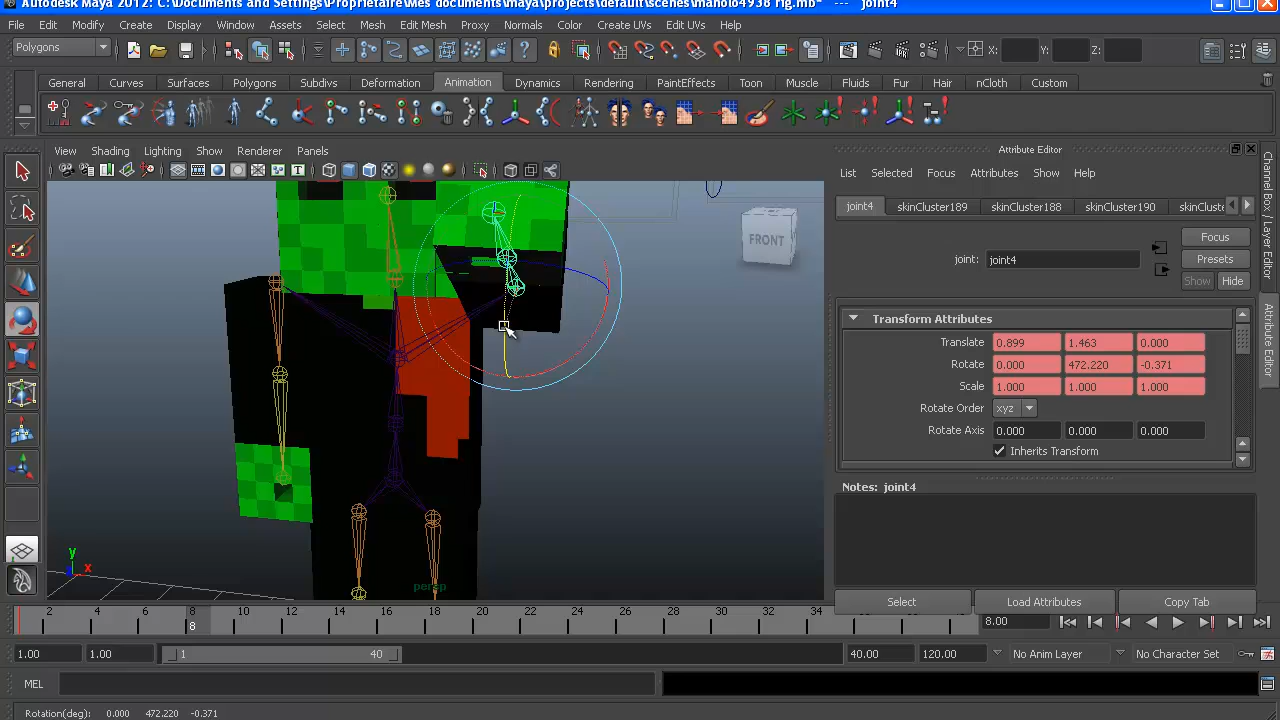 Autodesk Maya 2012: C:\Documents and Settings\Proprietaire\Mes documents\maya\projects\default\scenes\manolo4938 rig.mb* --- joint4
File Edit Modify Create Display Window Assets Select Mesh Edit Mesh Proxy Normals Color Create UVs Edit UVs Help
Polygons X: Y: Z:
General Curves Surfaces Polygons Subdivs Deformation Animation Dynamics Rendering PaintEffects Toon Muscle Fluids Fur Hair nCloth Custom
View Shading Lighting Show Renderer Panels
Attribute Editor
List Selected Focus Attributes Show Help
joint4 skinCluster189 skinCluster188 skinCluster190 skinCluste
Focus
joint: joint4 Presets
Show Hide
Transform Attributes
Translate 0.899 1.463 0.000
Rotate 0.000 472.220 -0.371
Scale 1.000 1.000 1.000
Rotate Order xyz
Rotate Axis 0.000 0.000 0.000
Inherits Transform
Notes: joint4
Select Load Attributes Copy Tab
Channel Box / Layer Editor
Attribute Editor
FRONT
y
x
persp
2 4 6 8 10 12 14 16 18 20 22 24 26 28 30 32 34
8
8.00
1.00 1.00 1 40 40.00 120.00 No Anim Layer No Character Set
MEL
Rotation(deg): 0.000 472.220 -0.371